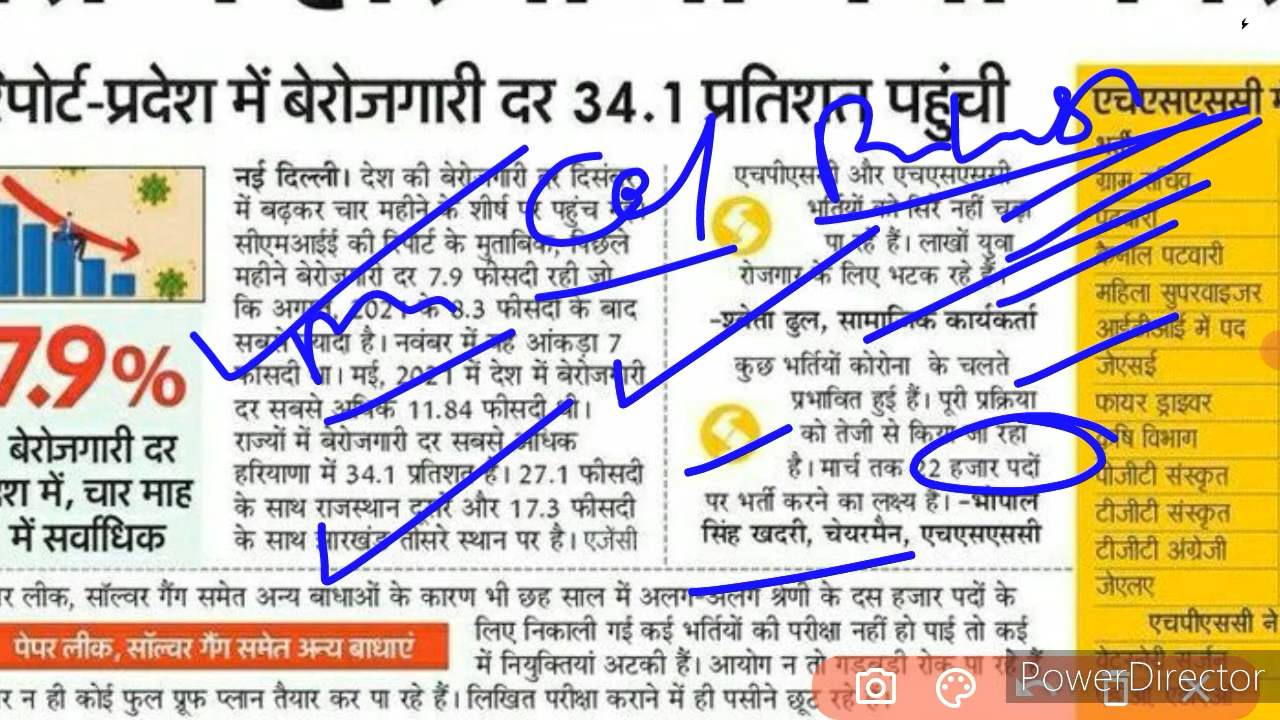 रिपोर्ट-प्रदेश में बेरोजगारी दर 34.1 प्रतिशत पहुंची
7.9%
बेरोजगारी दर
देश में, चार माह
में सर्वाधिक
नई दिल्ली। देश की बेरोजगारी दर दिसंबर
में बढ़कर चार महीने के शीर्ष पर पहुंच गई।
सीएमआईई की रिपोर्ट के मुताबिक, पिछले
महीने बेरोजगारी दर 7.9 फीसदी रही जो
कि अगस्त, 2021 के 8.3 फीसदी के बाद
सबसे ज्यादा है। नवंबर में यह आंकड़ा 7
फीसदी था। मई, 2021 में देश में बेरोजगारी
दर सबसे अधिक 11.84 फीसदी थी।
राज्यों में बेरोजगारी दर सबसे अधिक
हरियाणा में 34.1 प्रतिशत है। 27.1 फीसदी
के साथ राजस्थान दूसरे और 17.3 फीसदी
के साथ झारखंड तीसरे स्थान पर है। एजेंसी
एचपीएससी और एचएसएससी
भर्तियों को सिरे नहीं चढ़ा
पा रहे हैं। लाखों युवा
रोजगार के लिए भटक रहे हैं।
-श्वेता ढुल, सामाजिक कार्यकर्ता
कुछ भर्तियों कोरोना के चलते
प्रभावित हुई हैं। पूरी प्रक्रिया
को तेजी से किया जा रहा
है। मार्च तक 22 हजार पदों
पर भर्ती करने का लक्ष्य है। -भोपाल
सिंह खदरी, चेयरमैन, एचएसएससी
एचएसएससी
भर्ती
ग्राम सचिव
पटवारी
कैनाल पटवारी
महिला सुपरवाइजर
आईटीआई में पद
जेएसई
फायर ड्राइवर
कृषि विभाग
पीजीटी संस्कृत
टीजीटी संस्कृत
टीजीटी अंग्रेजी
जेएलए
एचपीएससी ने
वेटरनेरी सर्जन
पेपर लीक, सॉल्वर गैंग समेत अन्य बाधाओं के कारण भी छह साल में अलग-अलग श्रेणी के दस हजार पदों के
लिए निकाली गई कई भर्तियों की परीक्षा नहीं हो पाई तो कई
में नियुक्तियां अटकी हैं। आयोग न तो गड़बड़ी रोक पा रहे हैं
पेपर लीक, सॉल्वर गैंग समेत अन्य बाधाएं
और न ही कोई फुल प्रूफ प्लान तैयार कर पा रहे हैं। लिखित परीक्षा कराने में ही पसीने छूट रहे हैं।
PowerDirector